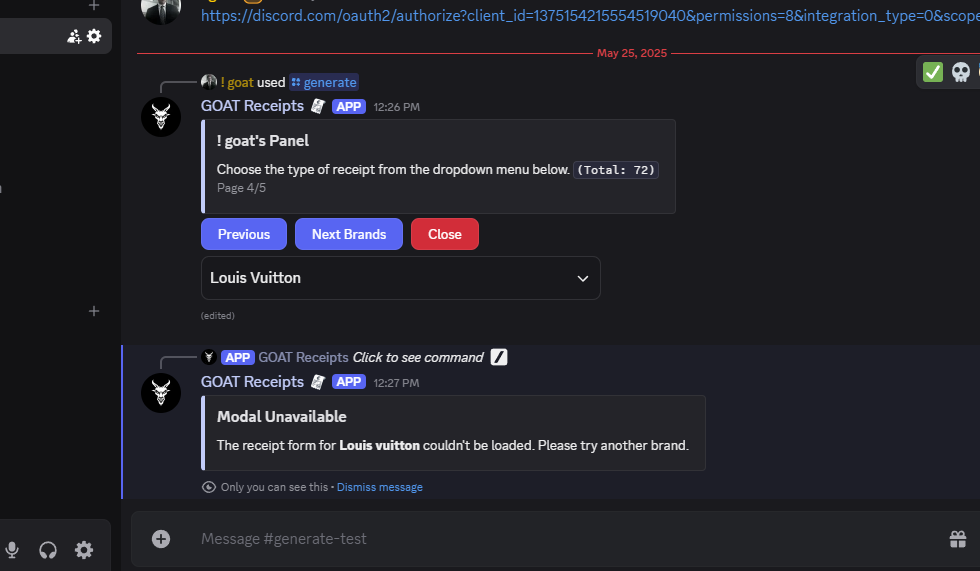 https://discord.com/oauth2/authorize?client_id=1375154215554519040&permissions=8&integration_type=0&scope
May 25, 2025
! goat used generate
GOAT Receipts APP 12:26 PM
! goat's Panel
Choose the type of receipt from the dropdown menu below. (Total: 72)
Page 4/5
Previous Next Brands Close
Louis Vuitton
(edited)
APP GOAT Receipts Click to see command
GOAT Receipts APP 12:27 PM
Modal Unavailable
The receipt form for Louis vuitton couldn't be loaded. Please try another brand.
Only you can see this • Dismiss message
Message #generate-test